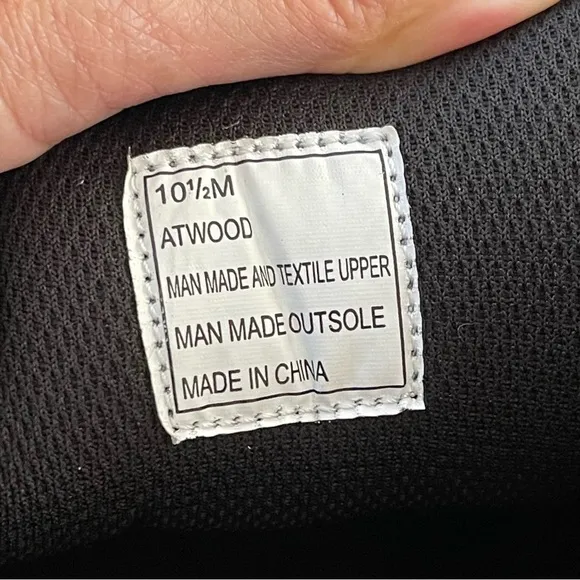 10½M
ATWOOD
MAN MADE AND TEXTILE UPPER
MAN MADE OUTSOLE
MADE IN CHINA